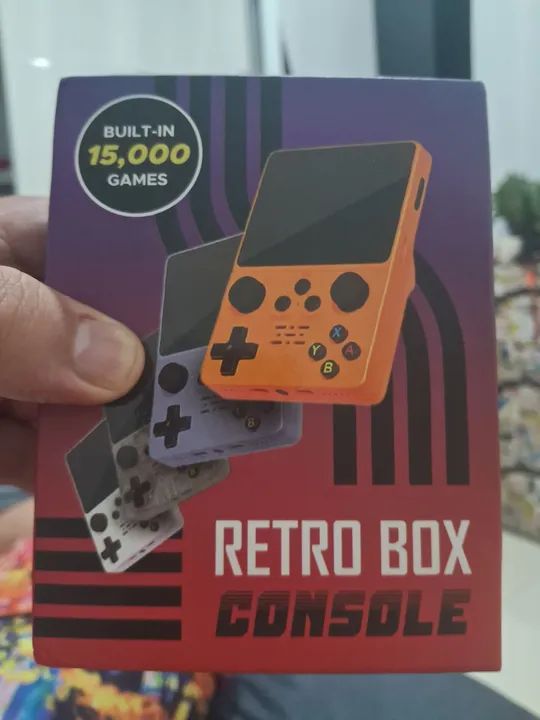 BUILT-IN
15,000
GAMES
X
Y A
B
RETRO BOX
CONSOLE